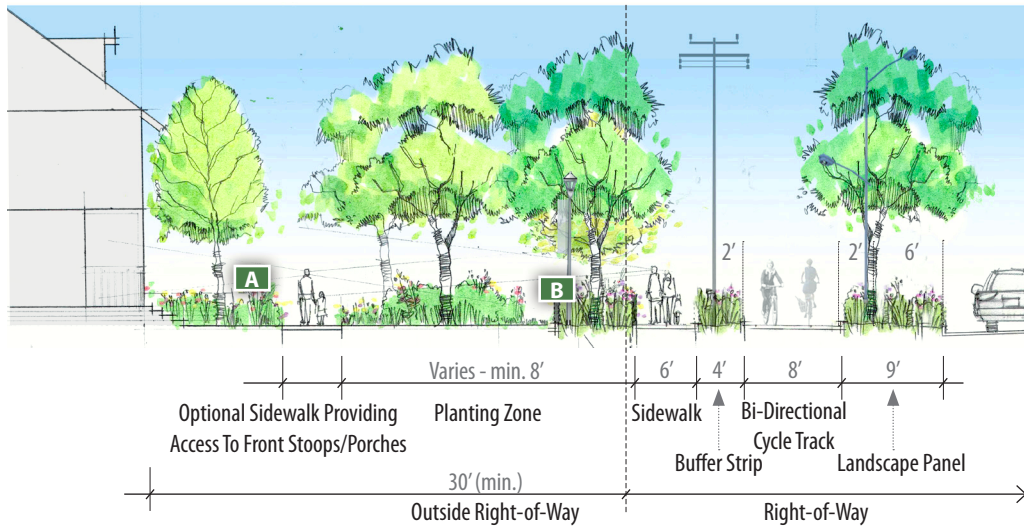 A
B
2’
2’
6’
Varies - min. 8’
6’
4’
8’
9’
Optional Sidewalk Providing
Access To Front Stoops/Porches
Planting Zone
Sidewalk
Buffer Strip
Bi-Directional
Cycle Track
Landscape Panel
30’ (min.)
Outside Right-of-Way
Right-of-Way